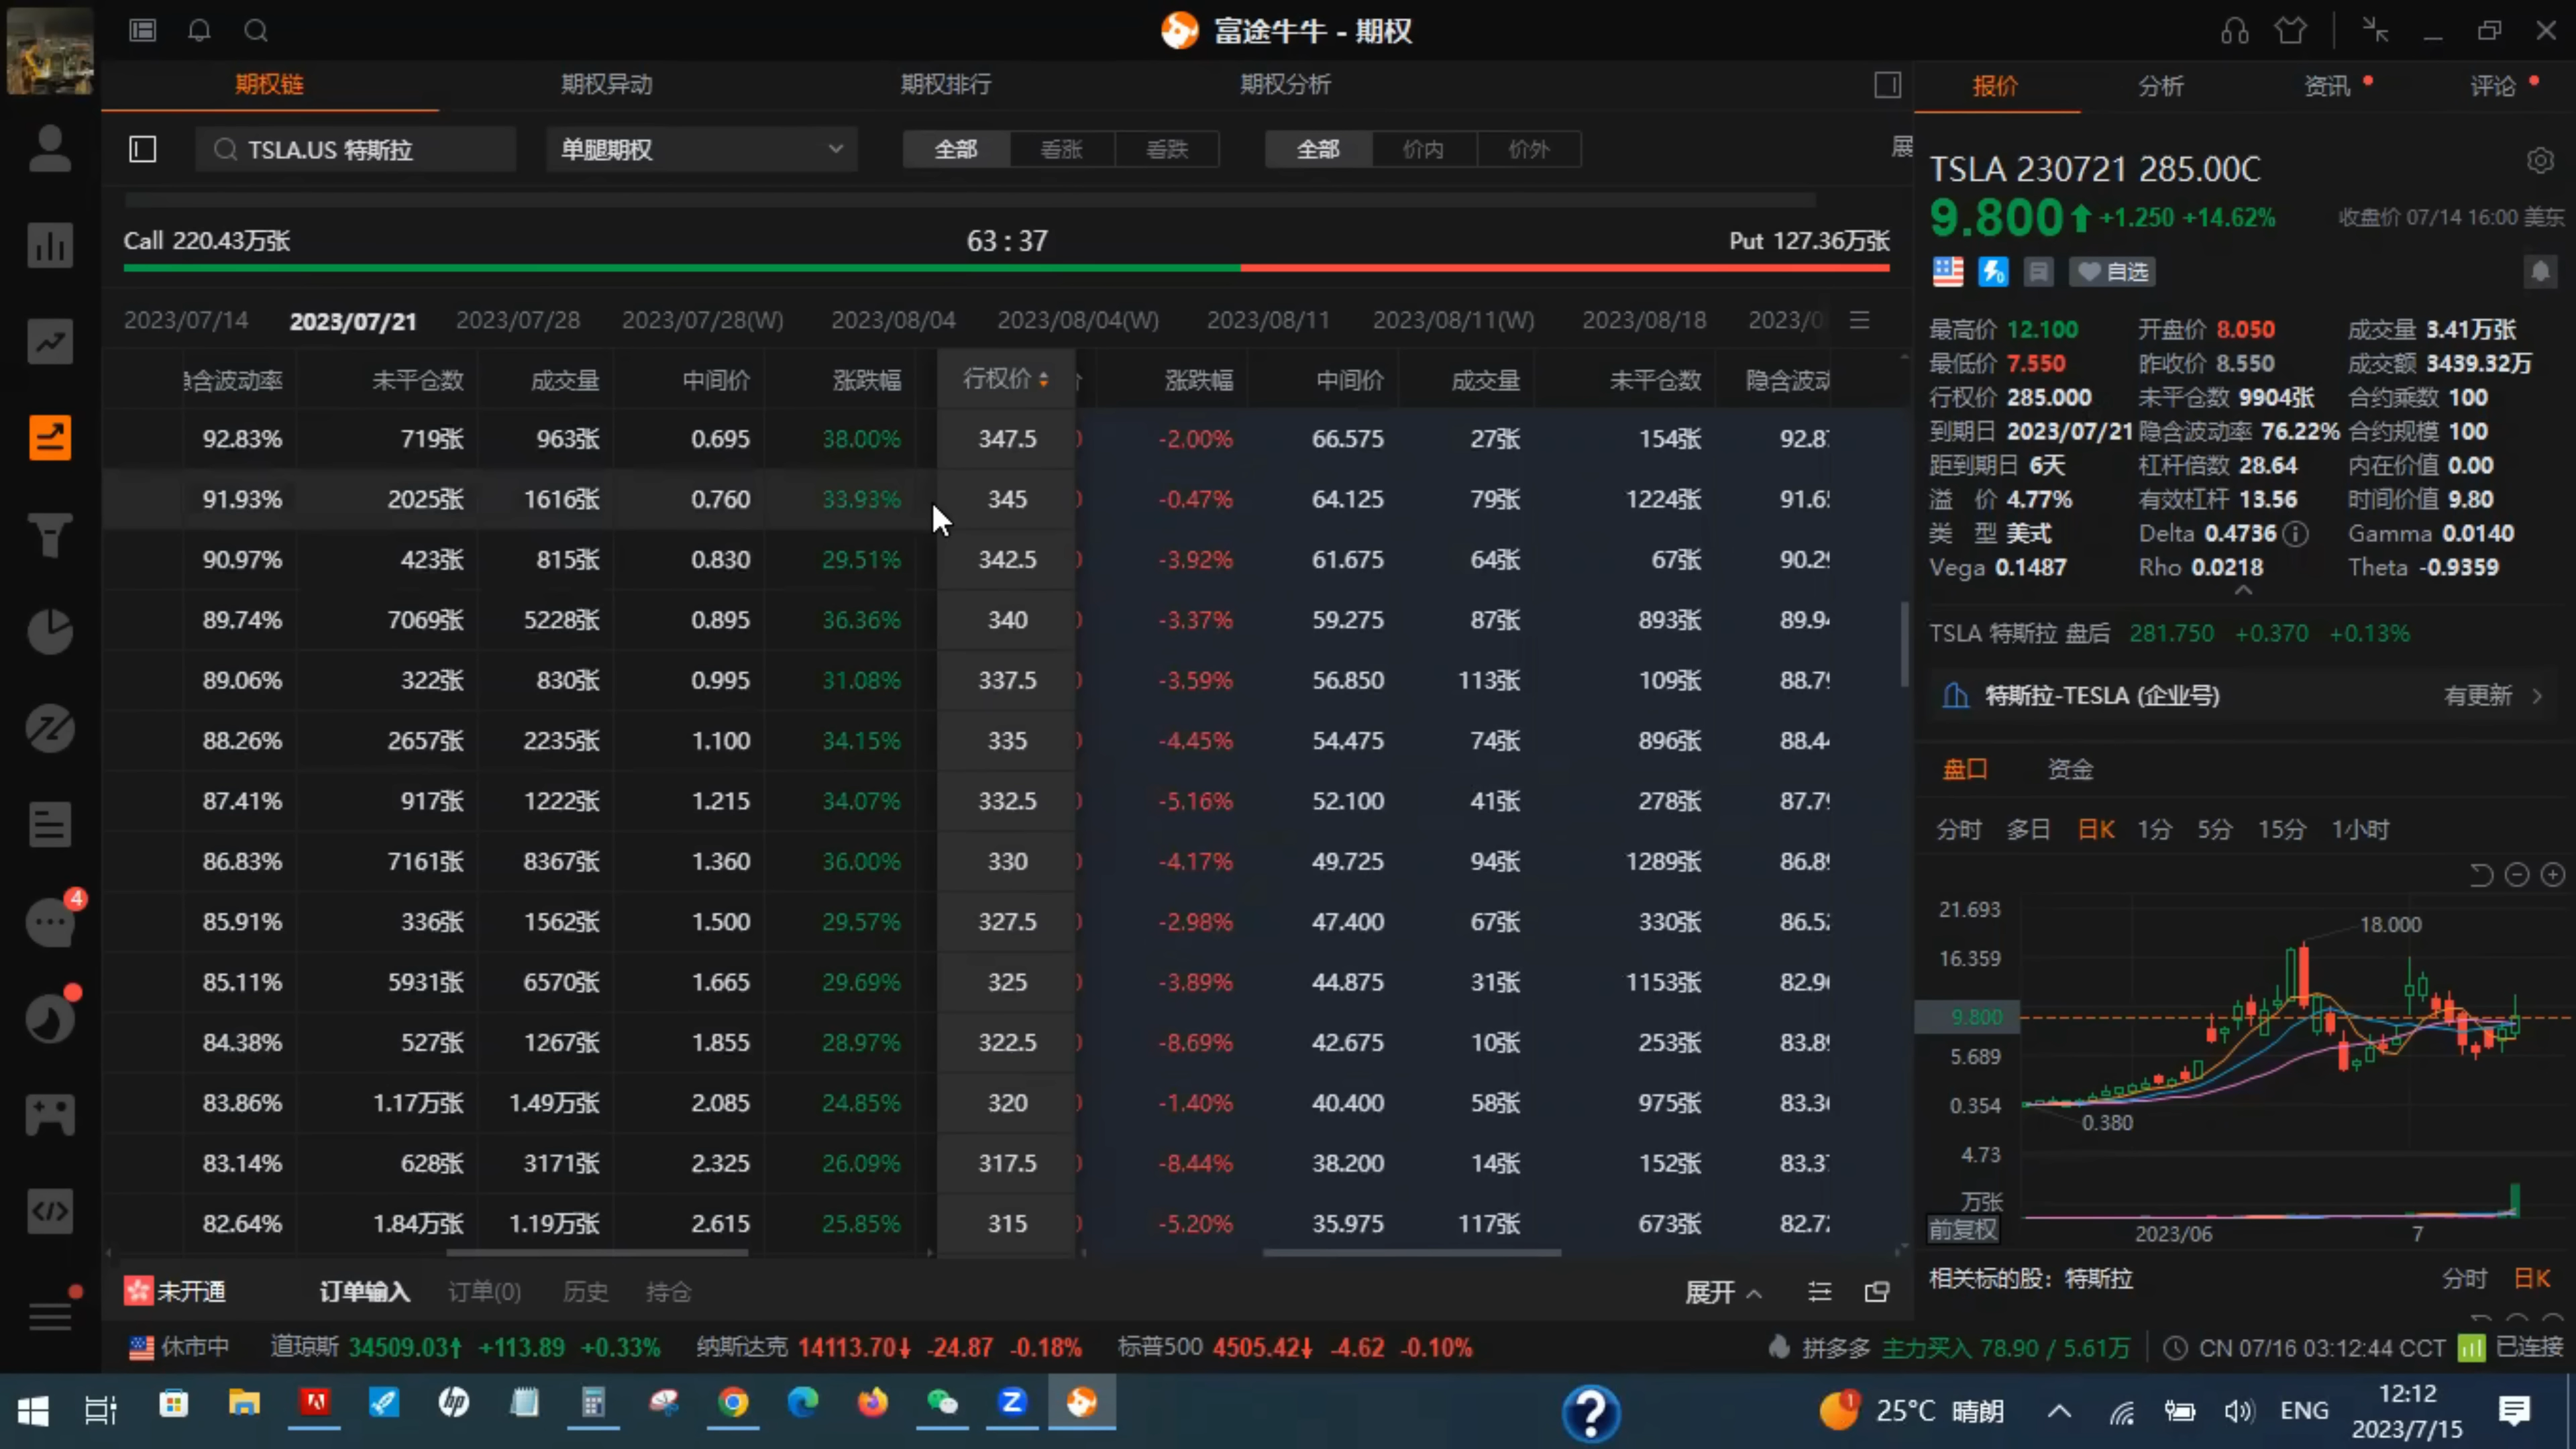 富途牛牛 - 期权
期权链 期权异动 期权排行 期权分析
TSLA.US 特斯拉 单腿期权 全部 看涨 看跌 全部 价内 价外 展
Call 220.43万张 63 : 37 Put 127.36万张
2023/07/14 2023/07/21 2023/07/28 2023/07/28(W) 2023/08/04 2023/08/04(W) 2023/08/11 2023/08/11(W) 2023/08/18 2023/0
含波动率 未平仓数 成交量 中间价 涨跌幅 行权价 涨跌幅 中间价 成交量 未平仓数 隐含波动
92.83% 719张 963张 0.695 38.00% 347.5 -2.00% 66.575 27张 154张 92.8
91.93% 2025张 1616张 0.760 33.93% 345 -0.47% 64.125 79张 1224张 91.6
90.97% 423张 815张 0.830 29.51% 342.5 -3.92% 61.675 64张 67张 90.2
89.74% 7069张 5228张 0.895 36.36% 340 -3.37% 59.275 87张 893张 89.9
89.06% 322张 830张 0.995 31.08% 337.5 -3.59% 56.850 113张 109张 88.7
88.26% 2657张 2235张 1.100 34.15% 335 -4.45% 54.475 74张 896张 88.4
87.41% 917张 1222张 1.215 34.07% 332.5 -5.16% 52.100 41张 278张 87.7
86.83% 7161张 8367张 1.360 36.00% 330 -4.17% 49.725 94张 1289张 86.8
85.91% 336张 1562张 1.500 29.57% 327.5 -2.98% 47.400 67张 330张 86.5
85.11% 5931张 6570张 1.665 29.69% 325 -3.89% 44.875 31张 1153张 82.9
84.38% 527张 1267张 1.855 28.97% 322.5 -8.69% 42.675 10张 253张 83.8
83.86% 1.17万张 1.49万张 2.085 24.85% 320 -1.40% 40.400 58张 975张 83.3
83.14% 628张 3171张 2.325 26.09% 317.5 -8.44% 38.200 14张 152张 83.3
82.64% 1.84万张 1.19万张 2.615 25.85% 315 -5.20% 35.975 117张 673张 82.7
未开通 订单输入 订单(0) 历史 持仓 展开
报价 分析 资讯 评论
TSLA 230721 285.00C
9.800 +1.250 +14.62% 收盘价 07/14 16:00 美东
自选
最高价 12.100 开盘价 8.050 成交量 3.41万张
最低价 7.550 昨收价 8.550 成交额 3439.32万
行权价 285.000 未平仓数 9904张 合约乘数 100
到期日 2023/07/21 隐含波动率 76.22% 合约规模 100
距到期日 6天 杠杆倍数 28.64 内在价值 0.00
溢 价 4.77% 有效杠杆 13.56 时间价值 9.80
类 型 美式 Delta 0.4736 Gamma 0.0140
Vega 0.1487 Rho 0.0218 Theta -0.9359
TSLA 特斯拉 盘后 281.750 +0.370 +0.13%
特斯拉-TESLA (企业号) 有更新
盘口 资金
分时 多日 日K 1分 5分 15分 1小时
21.693
18.000
16.359
9.800
5.689
0.354
0.380
4.73
万张
前复权 2023/06 7
相关标的股: 特斯拉 分时 日K
4
休市中 道琼斯 34509.03 +113.89 +0.33% 纳斯达克 14113.70 -24.87 -0.18% 标普500 4505.42 -4.62 -0.10% 拼多多 主力买入 78.90 / 5.61万 CN 07/16 03:12:44 CCT 已连接
1 25°C 晴朗 ENG 12:12
2023/7/15